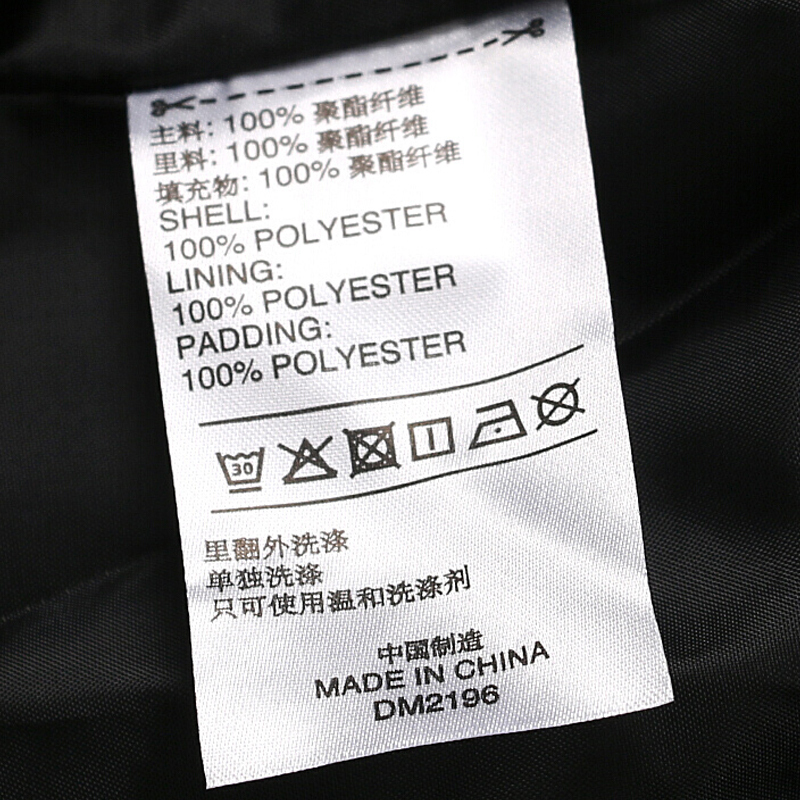 主料: 100% 聚酯纤维
里料: 100% 聚酯纤维
填充物: 100% 聚酯纤维
SHELL:
100% POLYESTER
LINING:
100% POLYESTER
PADDING:
100% POLYESTER
30
里翻外洗涤
单独洗涤
只可使用温和洗涤剂
中国制造
MADE IN CHINA
DM2196